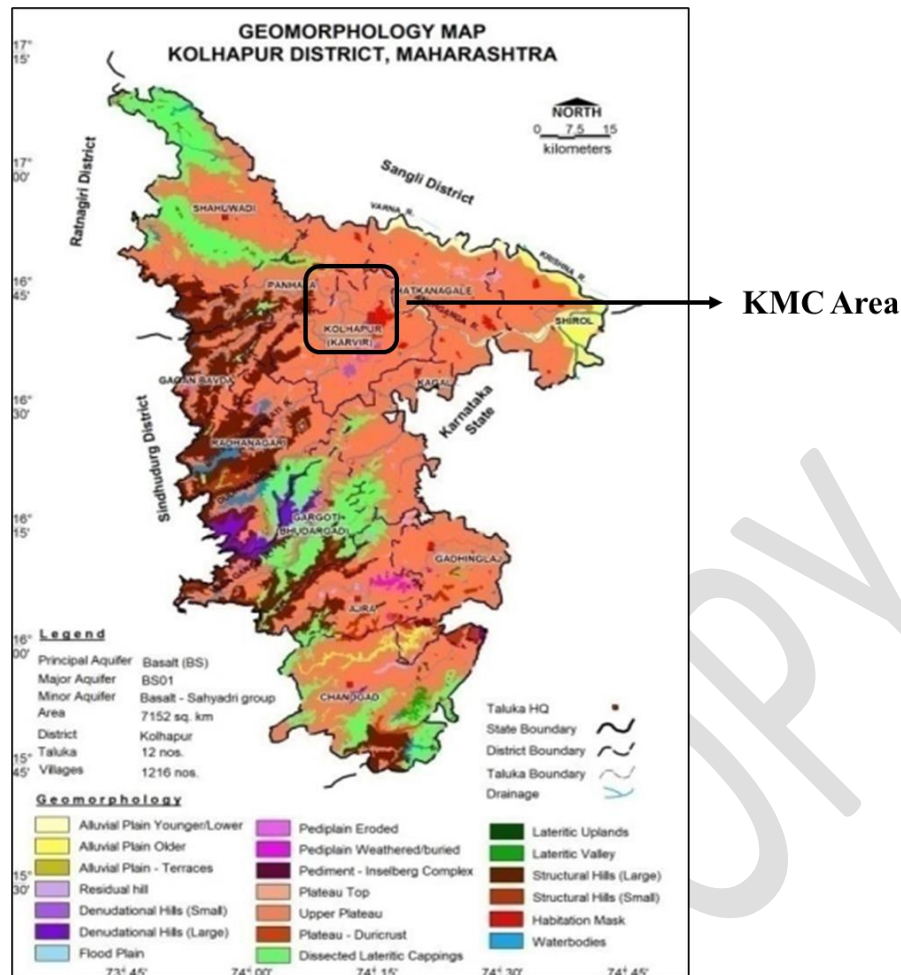 GEOMORPHOLOGY MAP
KOLHAPUR DISTRICT, MAHARASHTRA
17°
15'
NORTH
0 7.5 15
kilometers
Ratnagiri District
17°
00'
Sangli District
SHAHUWADI
VARNA R.
KRISHNA R.
16°
45'
PANHALA
HATKANAGALE
KMC Area
SHIROL
KOLHAPUR
(KARVIR)
GAGAN BAVDA
KAGAL
16°
30'
Karnataka
State
Sindhudurg District
RADHANAGARI
16°
15'
GARGOTI
(BHUDARGAD)
GADHINGLAJ
AJRA
16°
00'
CHANDGAD
15°
45'
Legend
Principal Aquifer Basalt (BS)
Major Aquifer BS01
Minor Aquifer Basalt - Sahyadri group
Area 7152 sq. km
District Kolhapur
Taluka 12 nos.
Villages 1216 nos.
Taluka HQ
State Boundary
District Boundary
Taluka Boundary
Drainage
Geomorphology
Alluvial Plain Younger/Lower
Alluvial Plain Older
Alluvial Plain - Terraces
Residual hill
Denudational Hills (Small)
Denudational Hills (Large)
Flood Plain
Pediplain Eroded
Pediplain Weathered/buried
Pediment - Inselberg Complex
Plateau Top
Upper Plateau
Plateau - Duricrust
Dissected Lateritic Cappings
Lateritic Uplands
Lateritic Valley
Structural Hills (Large)
Structural Hills (Small)
Habitation Mask
Waterbodies
15°
30'
73° 45' 74° 00' 74° 15' 74° 30' 74° 45'
OPY